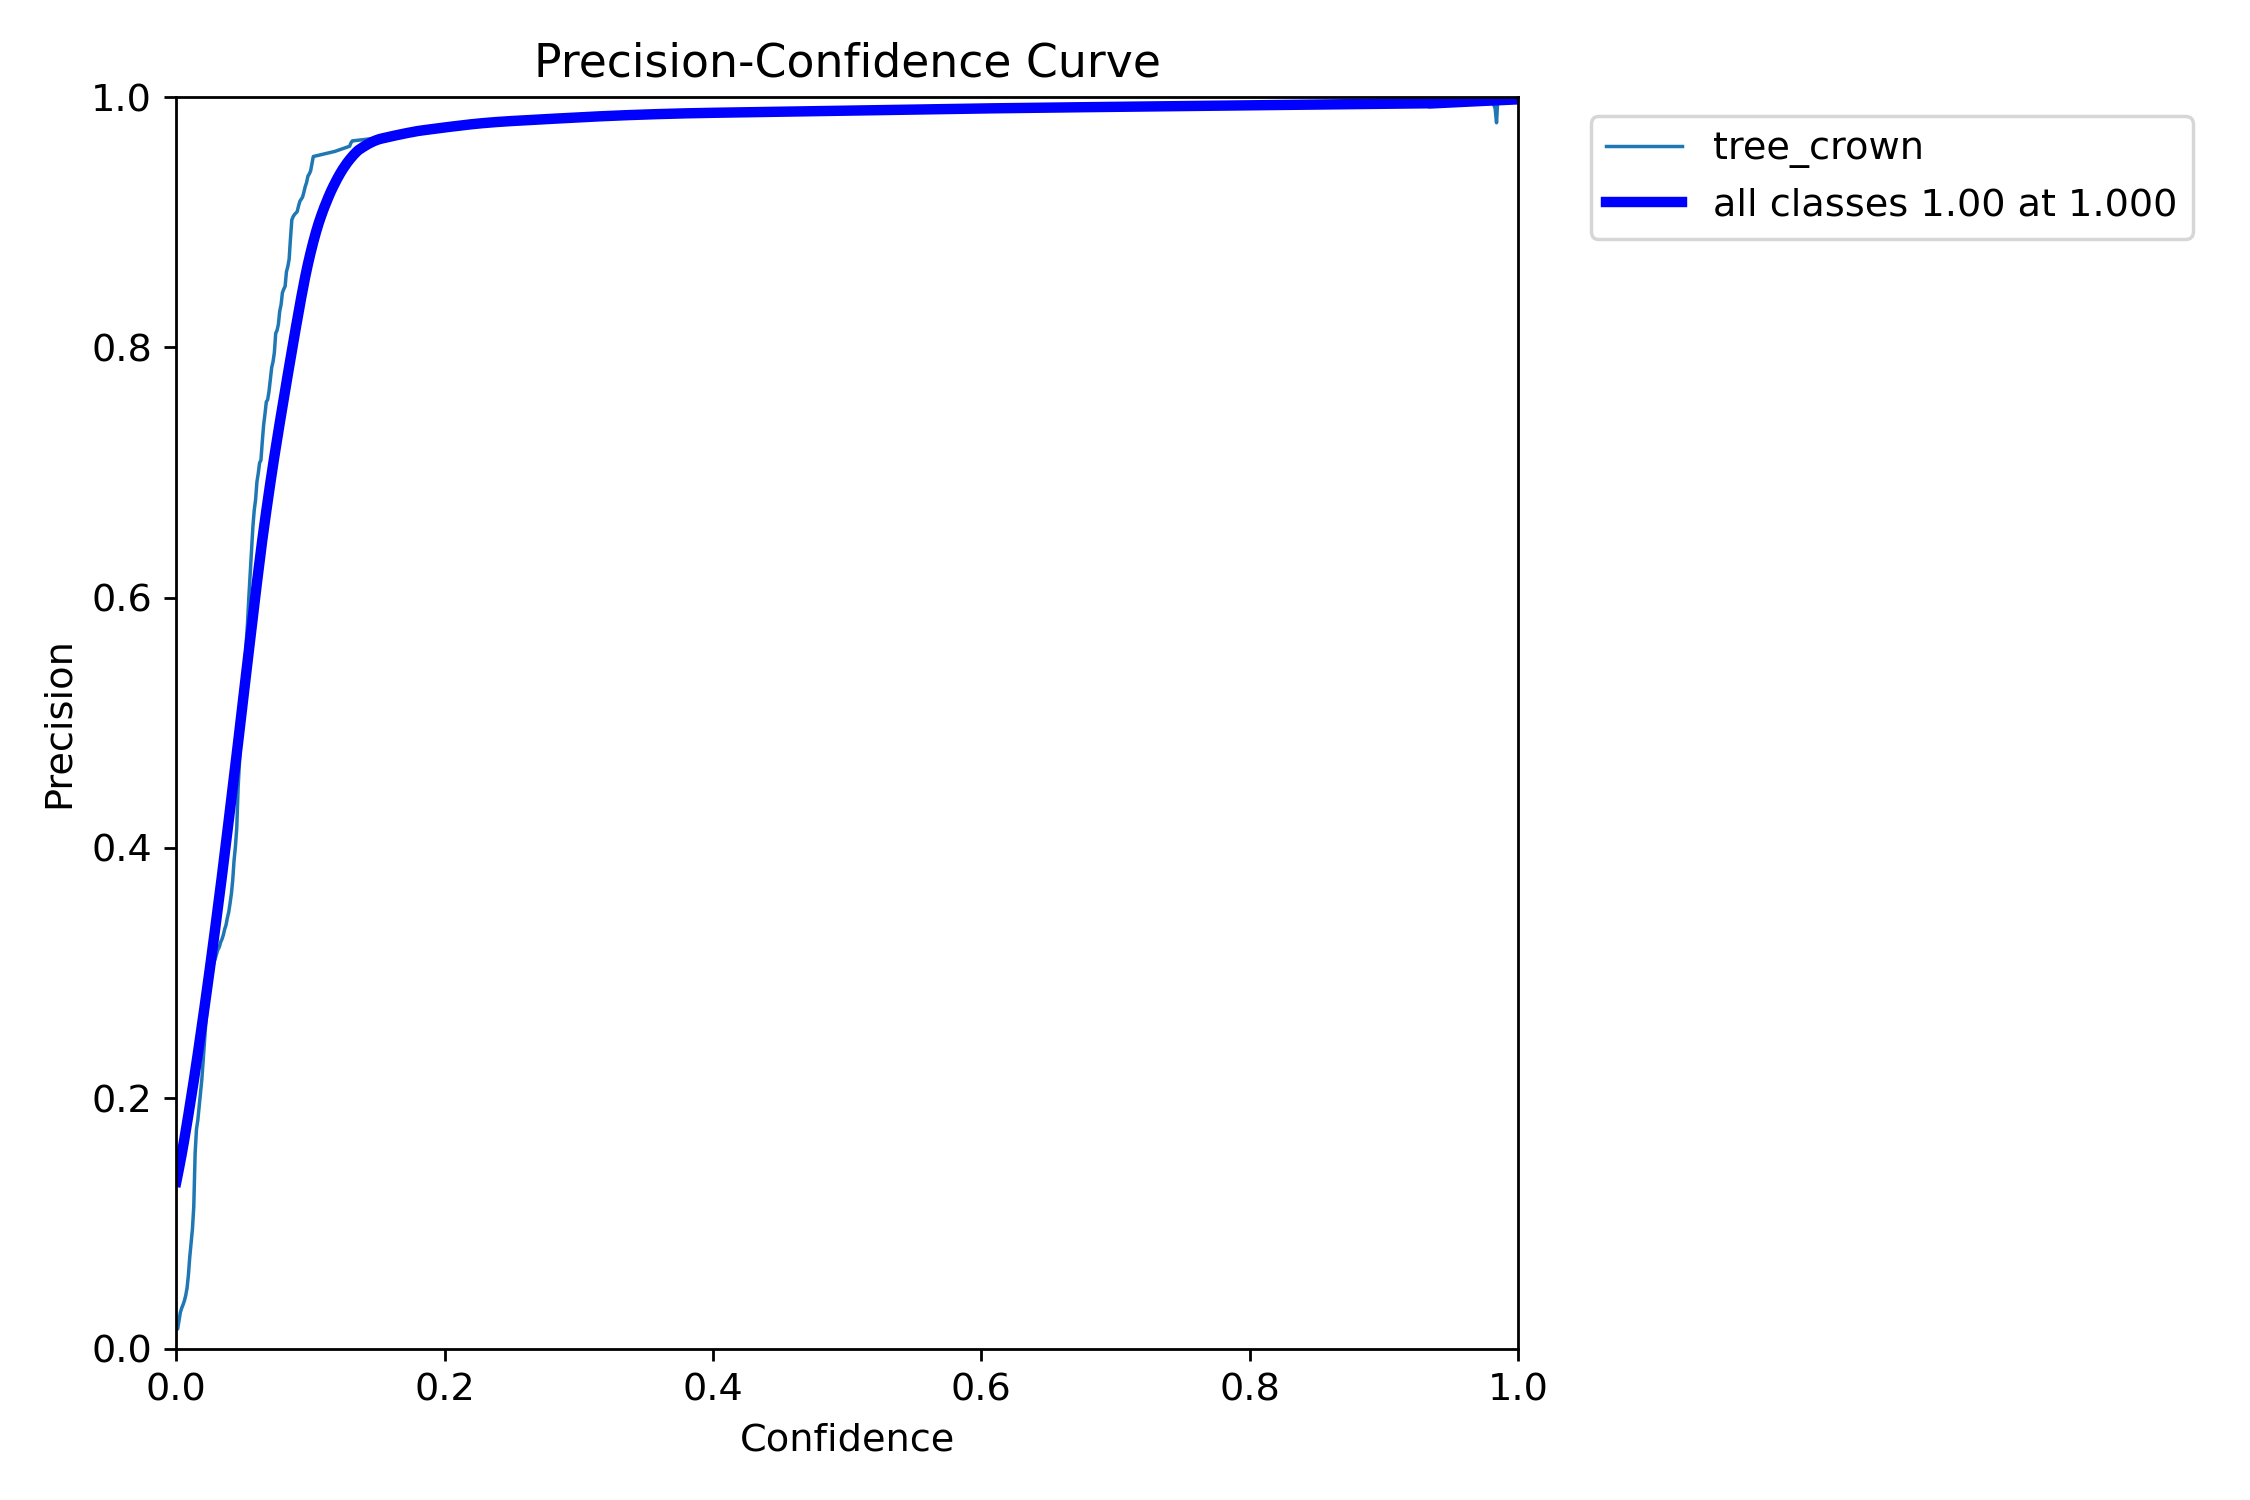 Precision-Confidence Curve
1.0
0.8
0.6
0.4
0.2
0.0
Precision
0.0 0.2 0.4 0.6 0.8 1.0
Confidence
tree_crown
all classes 1.00 at 1.000